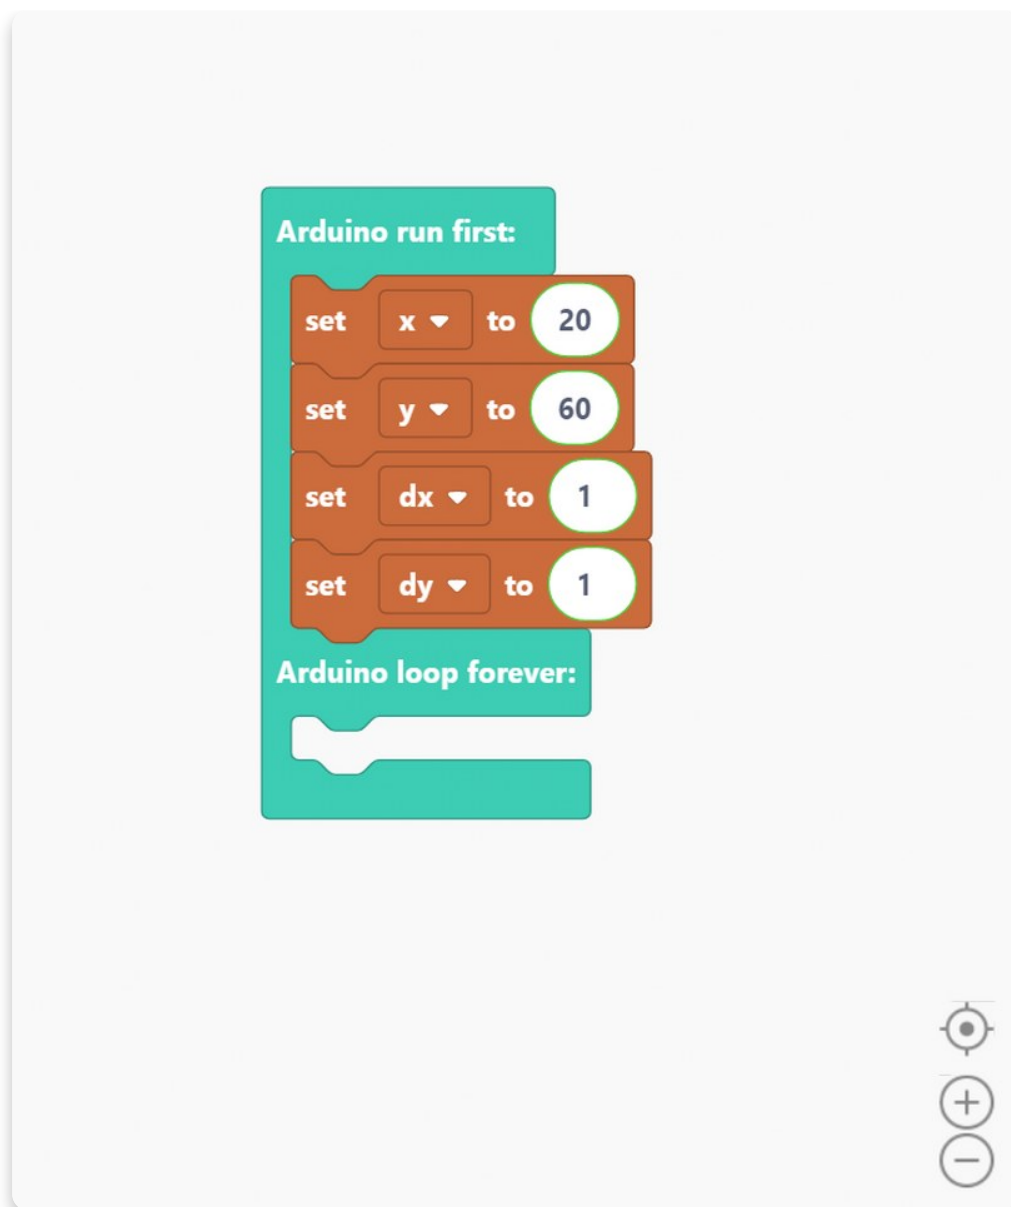 Arduino run first:
set x to 20
set y to 60
set dx to 1
set dy to 1
Arduino loop forever: